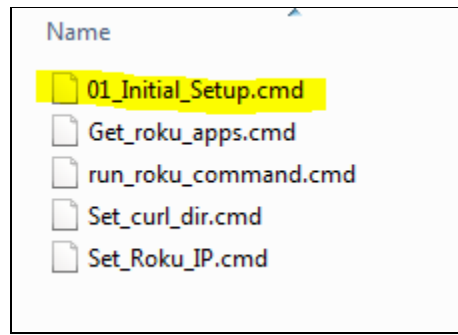 Name
01_Initial_Setup.cmd
Get_roku_apps.cmd
run_roku_command.cmd
Set_curl_dir.cmd
Set_Roku_IP.cmd